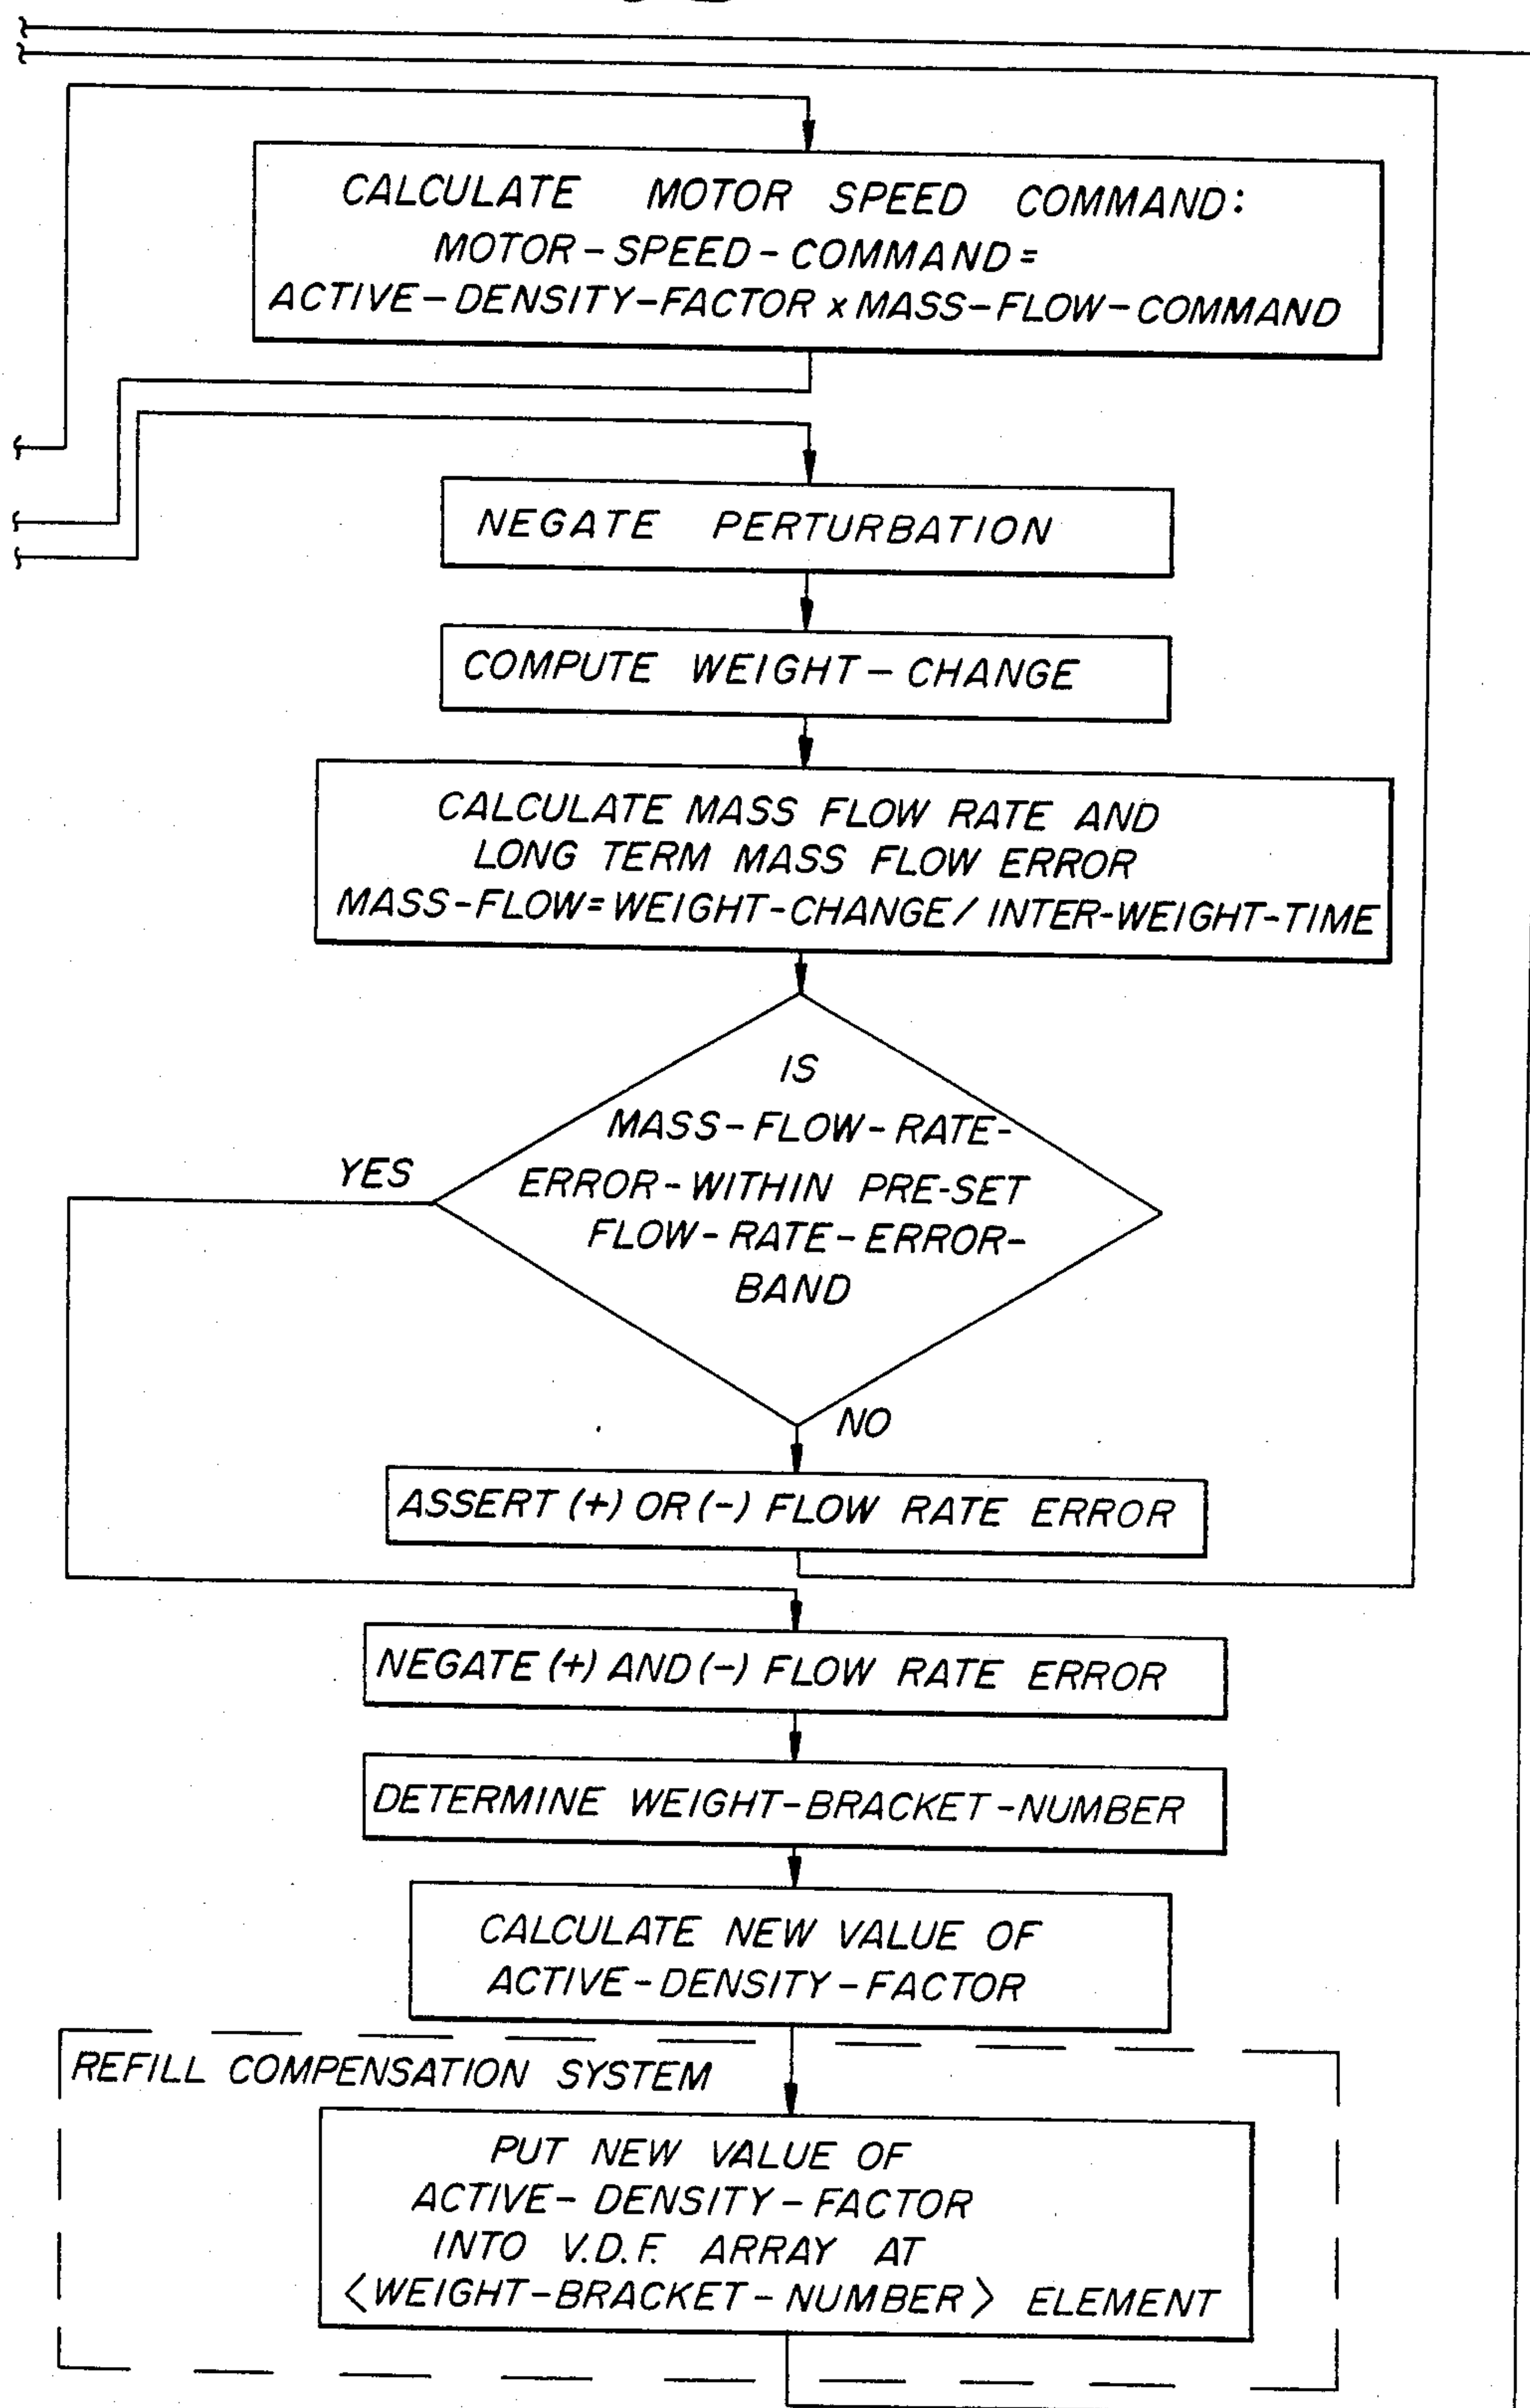 CALCULATE MOTOR SPEED COMMAND:
MOTOR-SPEED-COMMAND=
ACTIVE-DENSITY-FACTOR x MASS-FLOW-COMMAND
NEGATE PERTURBATION
COMPUTE WEIGHT-CHANGE
CALCULATE MASS FLOW RATE AND
LONG TERM MASS FLOW ERROR
MASS-FLOW=WEIGHT-CHANGE/INTER-WEIGHT-TIME
IS
MASS-FLOW-RATE-
ERROR-WITHIN PRE-SET
FLOW-RATE-ERROR-
BAND
YES
NO
ASSERT (+) OR (-) FLOW RATE ERROR
NEGATE (+) AND (-) FLOW RATE ERROR
DETERMINE WEIGHT-BRACKET-NUMBER
CALCULATE NEW VALUE OF
ACTIVE-DENSITY-FACTOR
REFILL COMPENSATION SYSTEM
PUT NEW VALUE OF
ACTIVE-DENSITY-FACTOR
INTO V.D.F. ARRAY AT
<WEIGHT-BRACKET-NUMBER> ELEMENT